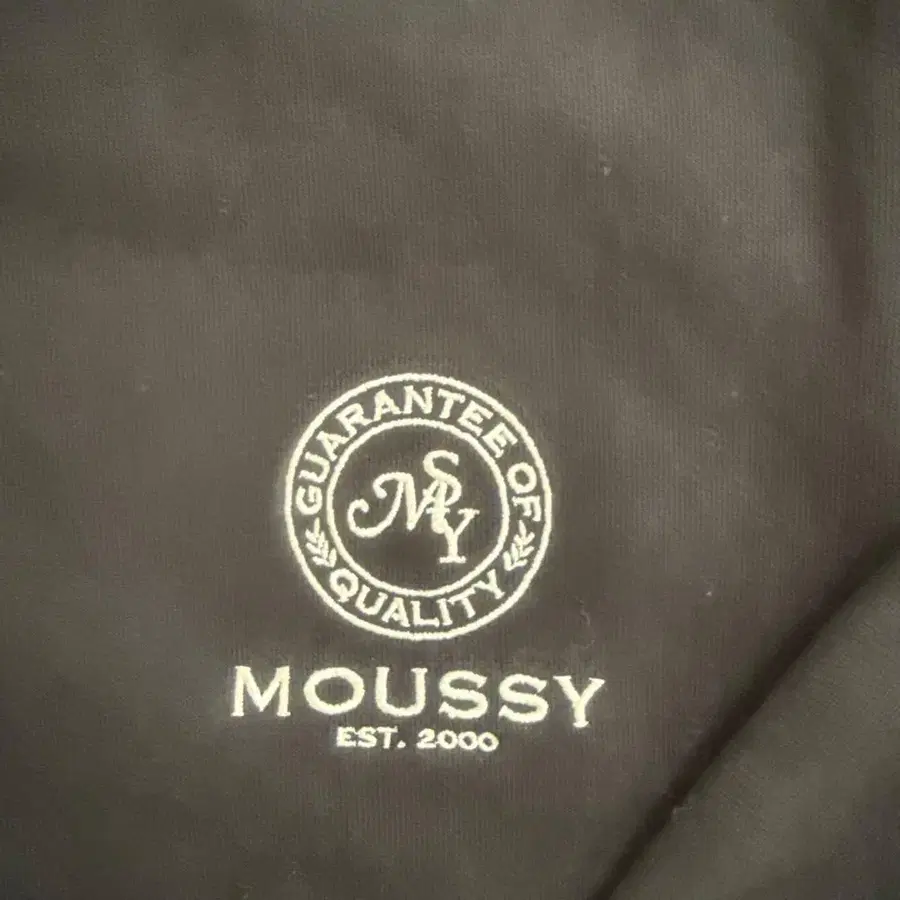 GUARANTEE OF
MSY
QUALITY
MOUSSY
EST. 2000